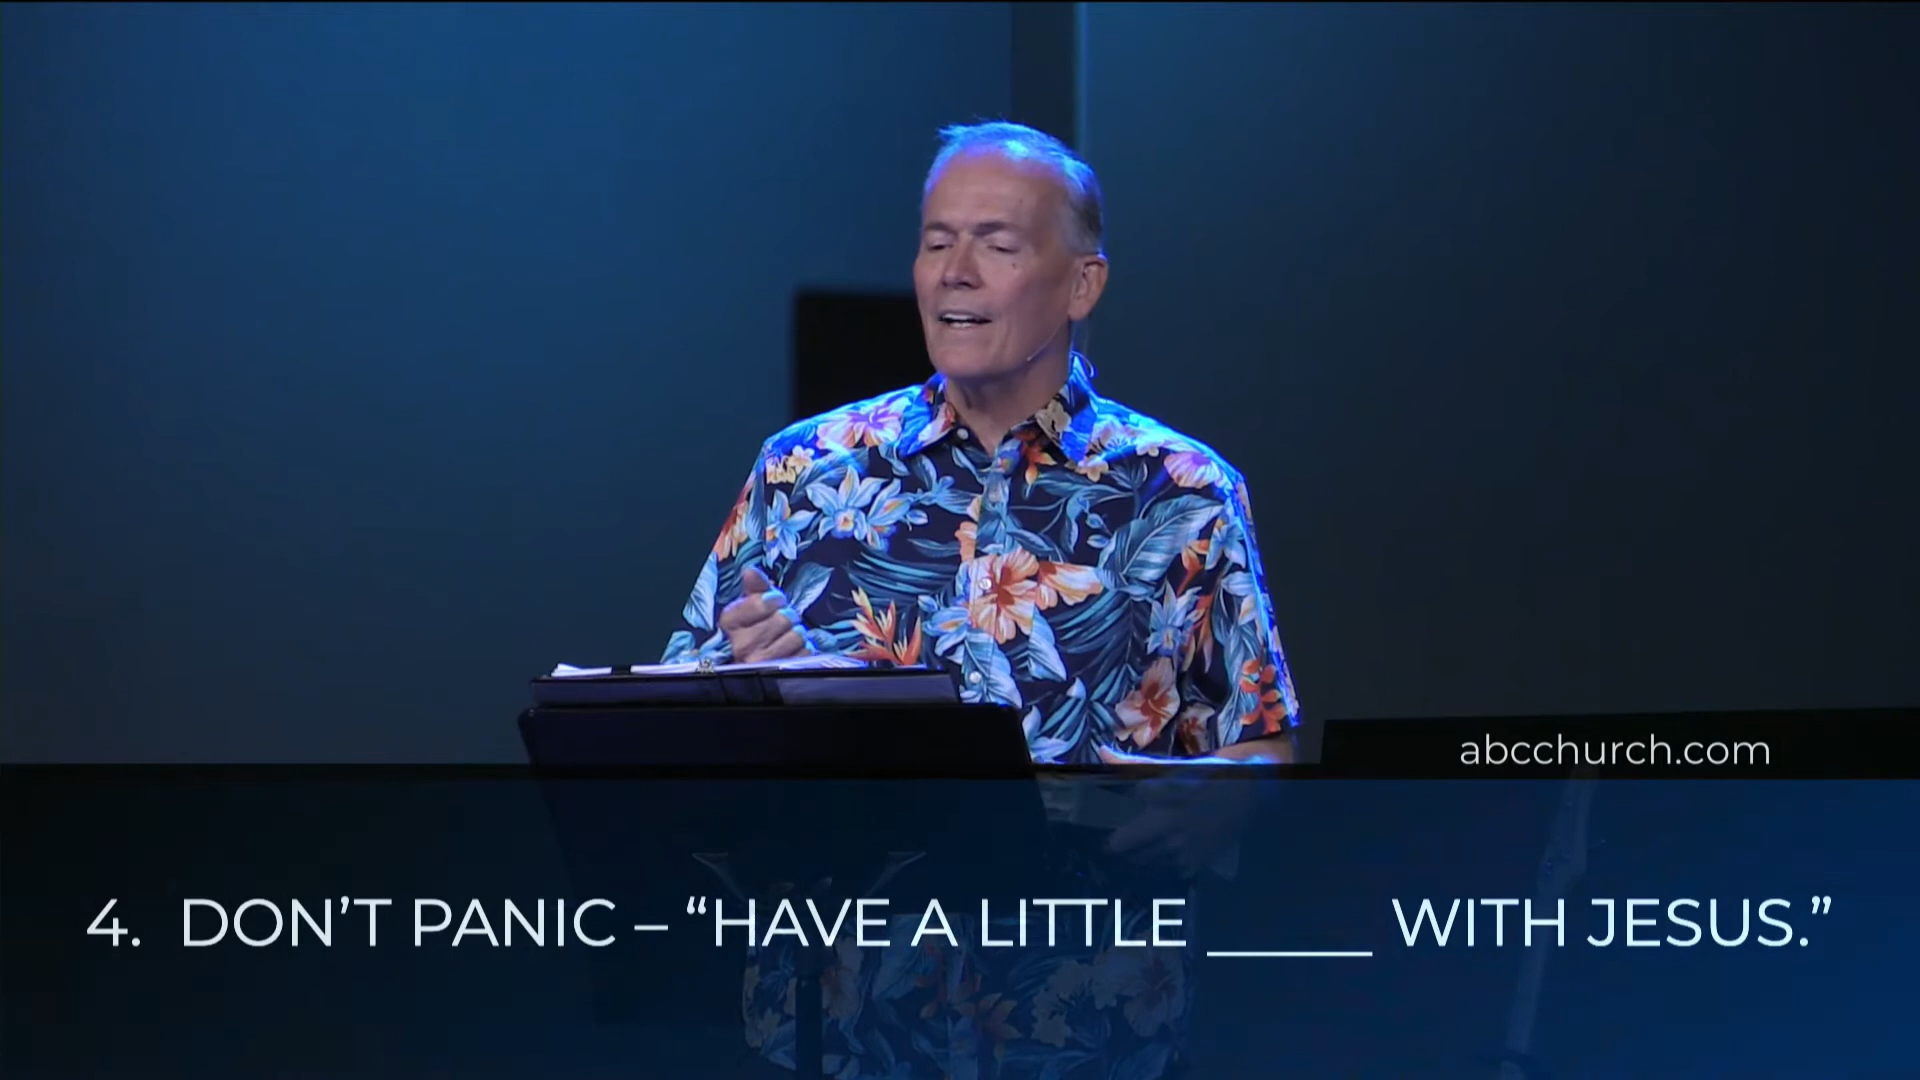 abcchurch.com
4. DON’T PANIC – “HAVE A LITTLE _____ WITH JESUS.”